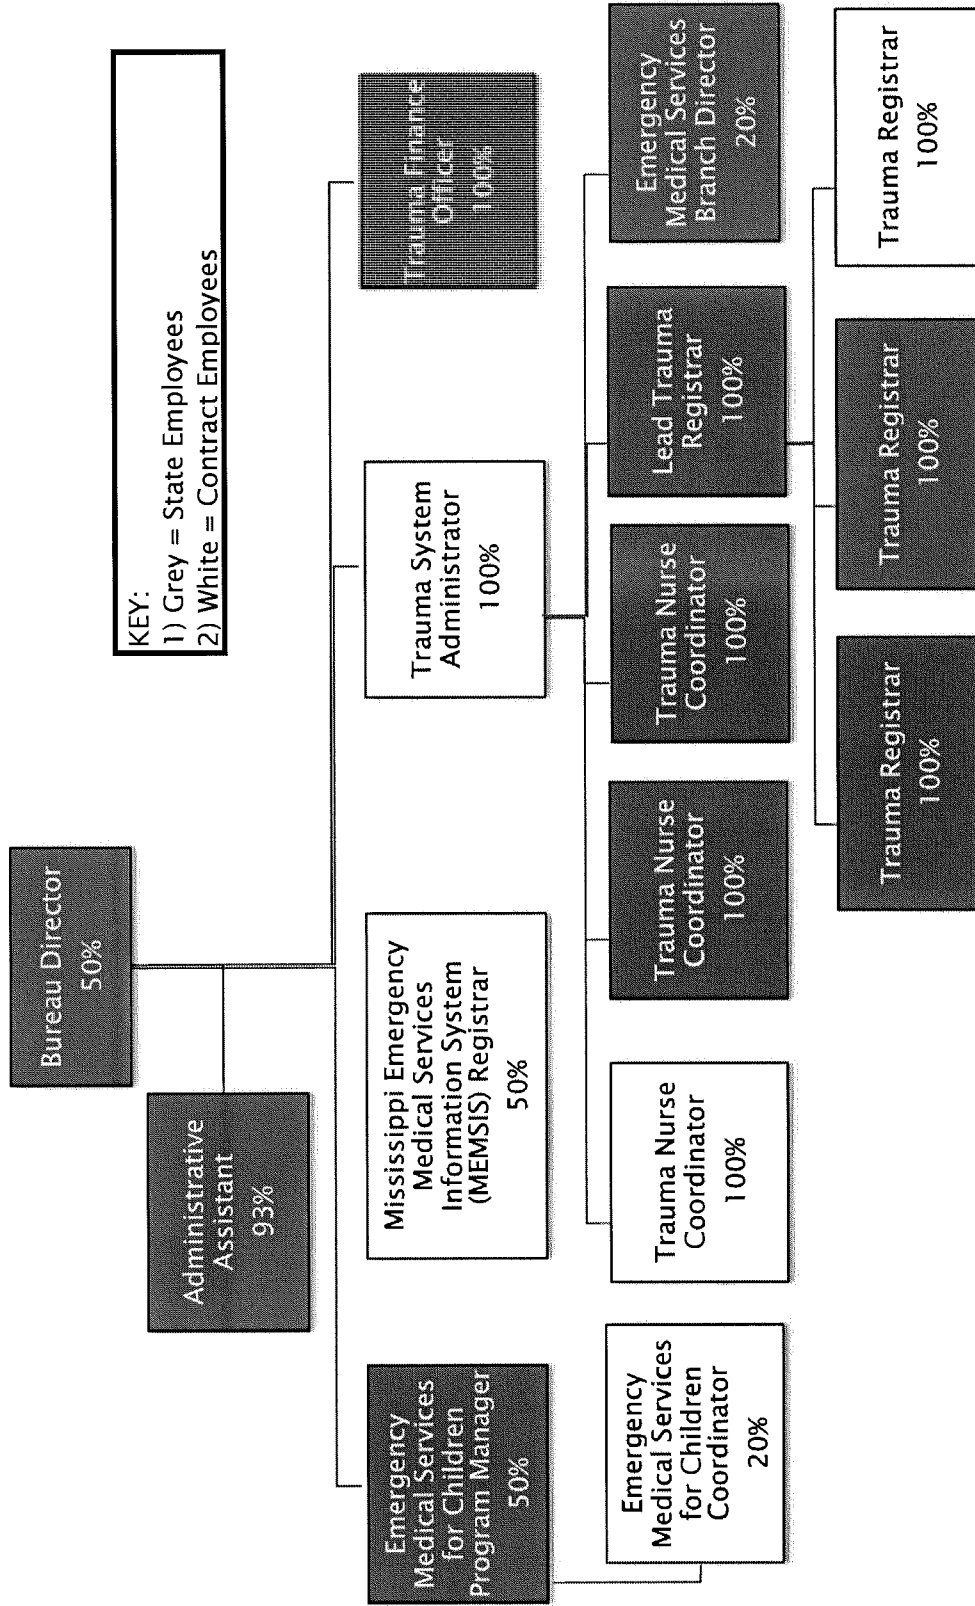 KEY:
1) Grey = State Employees
2) White = Contract Employees
Bureau Director
50%
Administrative
Assistant
93%
Emergency
Medical Services
for Children
Program Manager
50%
Mississippi Emergency
Medical Services
Information System
(MEMSIS) Registrar
50%
Trauma System
Administrator
100%
Trauma Finance
Officer
100%
Emergency
Medical Services
for Children
Coordinator
20%
Trauma Nurse
Coordinator
100%
Trauma Nurse
Coordinator
100%
Trauma Nurse
Coordinator
100%
Lead Trauma
Registrar
100%
Emergency
Medical Services
Branch Director
20%
Trauma Registrar
100%
Trauma Registrar
100%
Trauma Registrar
100%